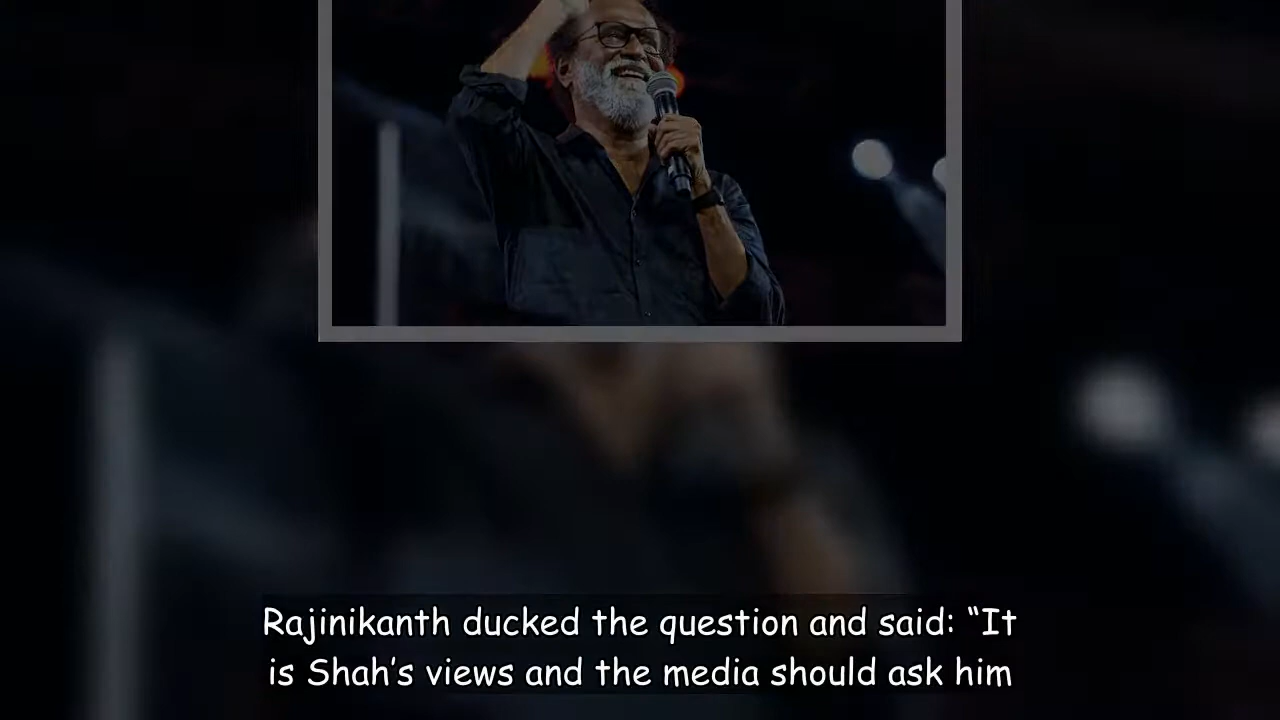 Rajinikanth ducked the question and said: “It
is Shah’s views and the media should ask him